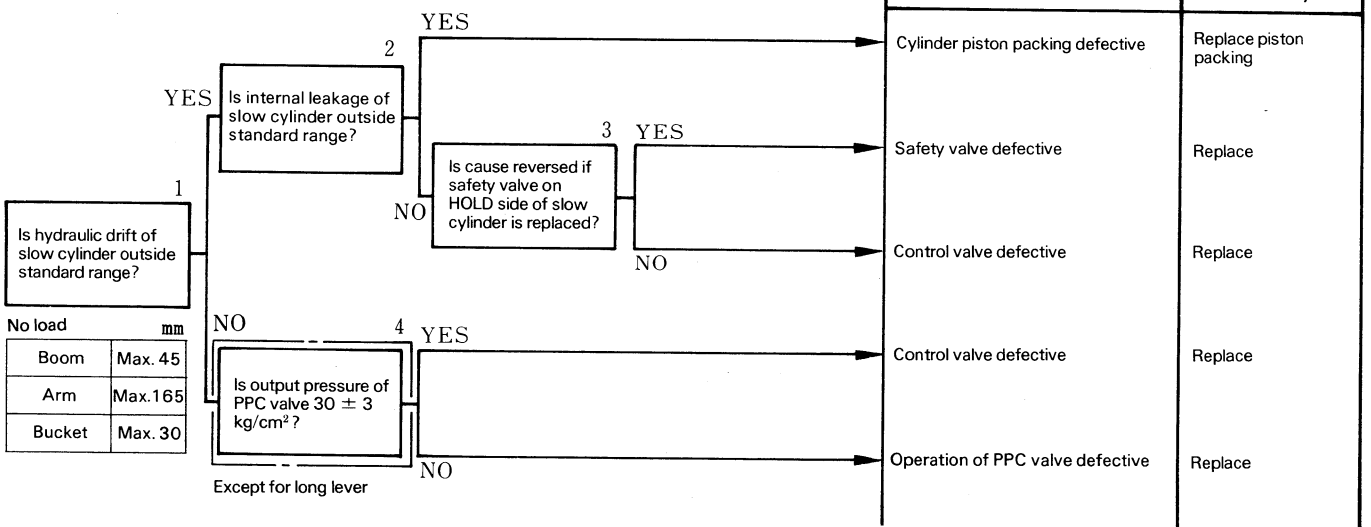 YES
2
Cylinder piston packing defective
Replace piston
packing
YES
Is internal leakage of
slow cylinder outside
standard range?
3
YES
Safety valve defective
Replace
Is cause reversed if
safety valve on
HOLD side of slow
cylinder is replaced?
NO
1
Is hydraulic drift of
slow cylinder outside
standard range?
NO
Control valve defective
Replace
No load
mm
Boom
Max. 45
Arm
Max.165
Bucket
Max. 30
NO
4
YES
Control valve defective
Replace
Is output pressure of
PPC valve 30 ± 3
kg/cm²?
NO
Operation of PPC valve defective
Replace
Except for long lever